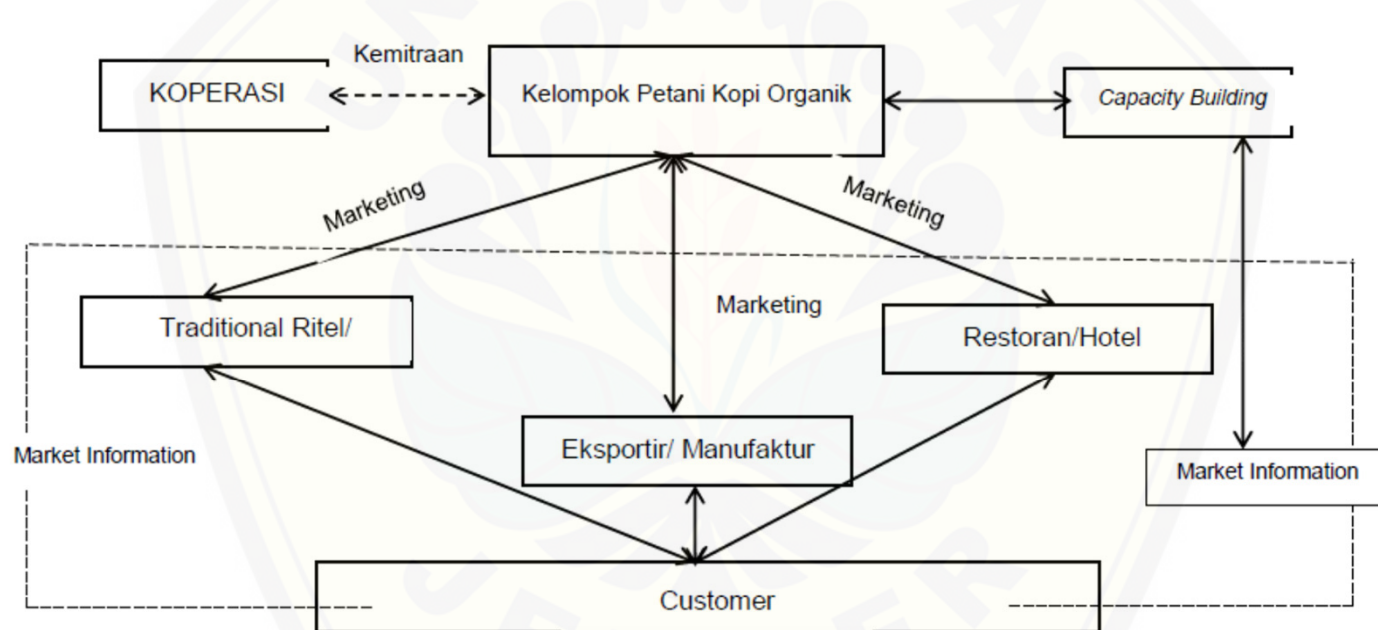 Kemitraan
KOPERASI
Kelompok Petani Kopi Organik
Capacity Building
Marketing
Marketing
Marketing
Traditional Ritel/
Restoran/Hotel
Eksportir/ Manufaktur
Market Information
Market Information
Customer